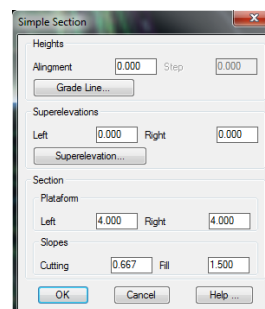 Simple Section
Heights
Alingment 0.000 Step 0.000
Grade Line...
Superelevations
Left 0.000 Right 0.000
Superelevation...
Section
Plataform
Left 4.000 Right 4.000
Slopes
Cutting 0.667 Fill 1.500
OK Cancel Help ...